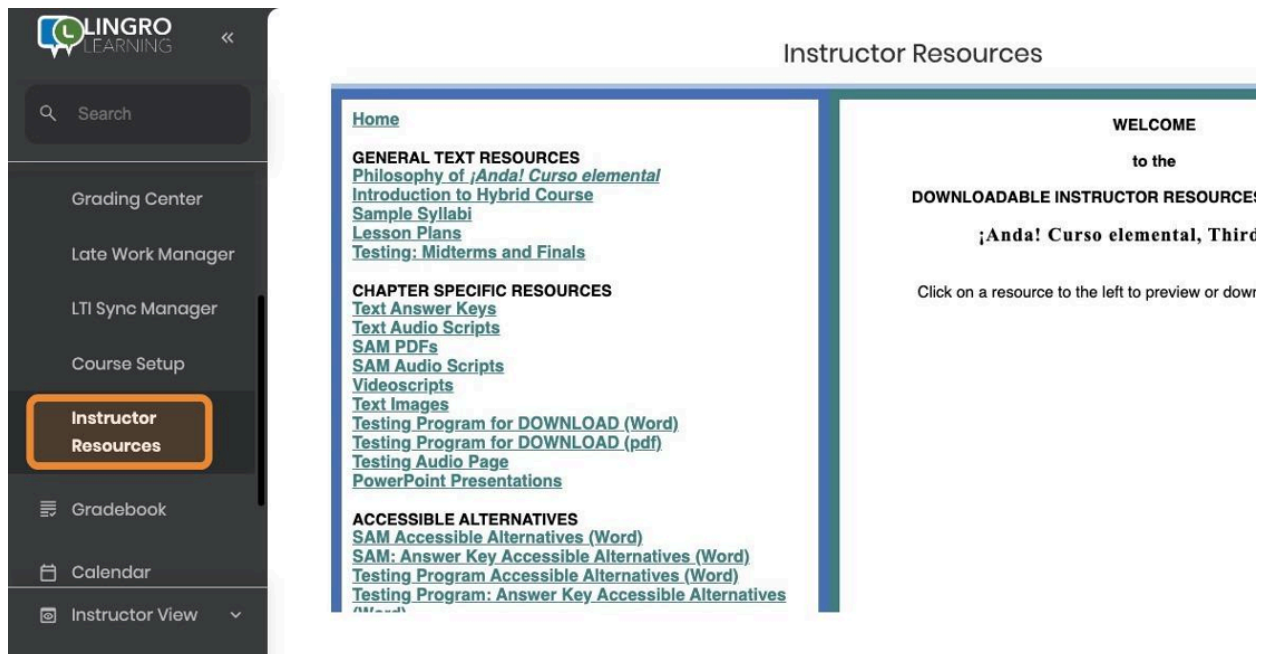 LINGRO
LEARNING
«
Search
Grading Center
Late Work Manager
LTI Sync Manager
Course Setup
Instructor
Resources
Gradebook
Calendar
Instructor View
Instructor Resources
Home
GENERAL TEXT RESOURCES
Philosophy of ¡Anda! Curso elemental
Introduction to Hybrid Course
Sample Syllabi
Lesson Plans
Testing: Midterms and Finals
CHAPTER SPECIFIC RESOURCES
Text Answer Keys
Text Audio Scripts
SAM PDFs
SAM Audio Scripts
Videoscripts
Text Images
Testing Program for DOWNLOAD (Word)
Testing Program for DOWNLOAD (pdf)
Testing Audio Page
PowerPoint Presentations
ACCESSIBLE ALTERNATIVES
SAM Accessible Alternatives (Word)
SAM: Answer Key Accessible Alternatives (Word)
Testing Program Accessible Alternatives (Word)
Testing Program: Answer Key Accessible Alternatives
WELCOME
to the
DOWNLOADABLE INSTRUCTOR RESOURCES
¡Anda! Curso elemental, Third
Click on a resource to the left to preview or dow